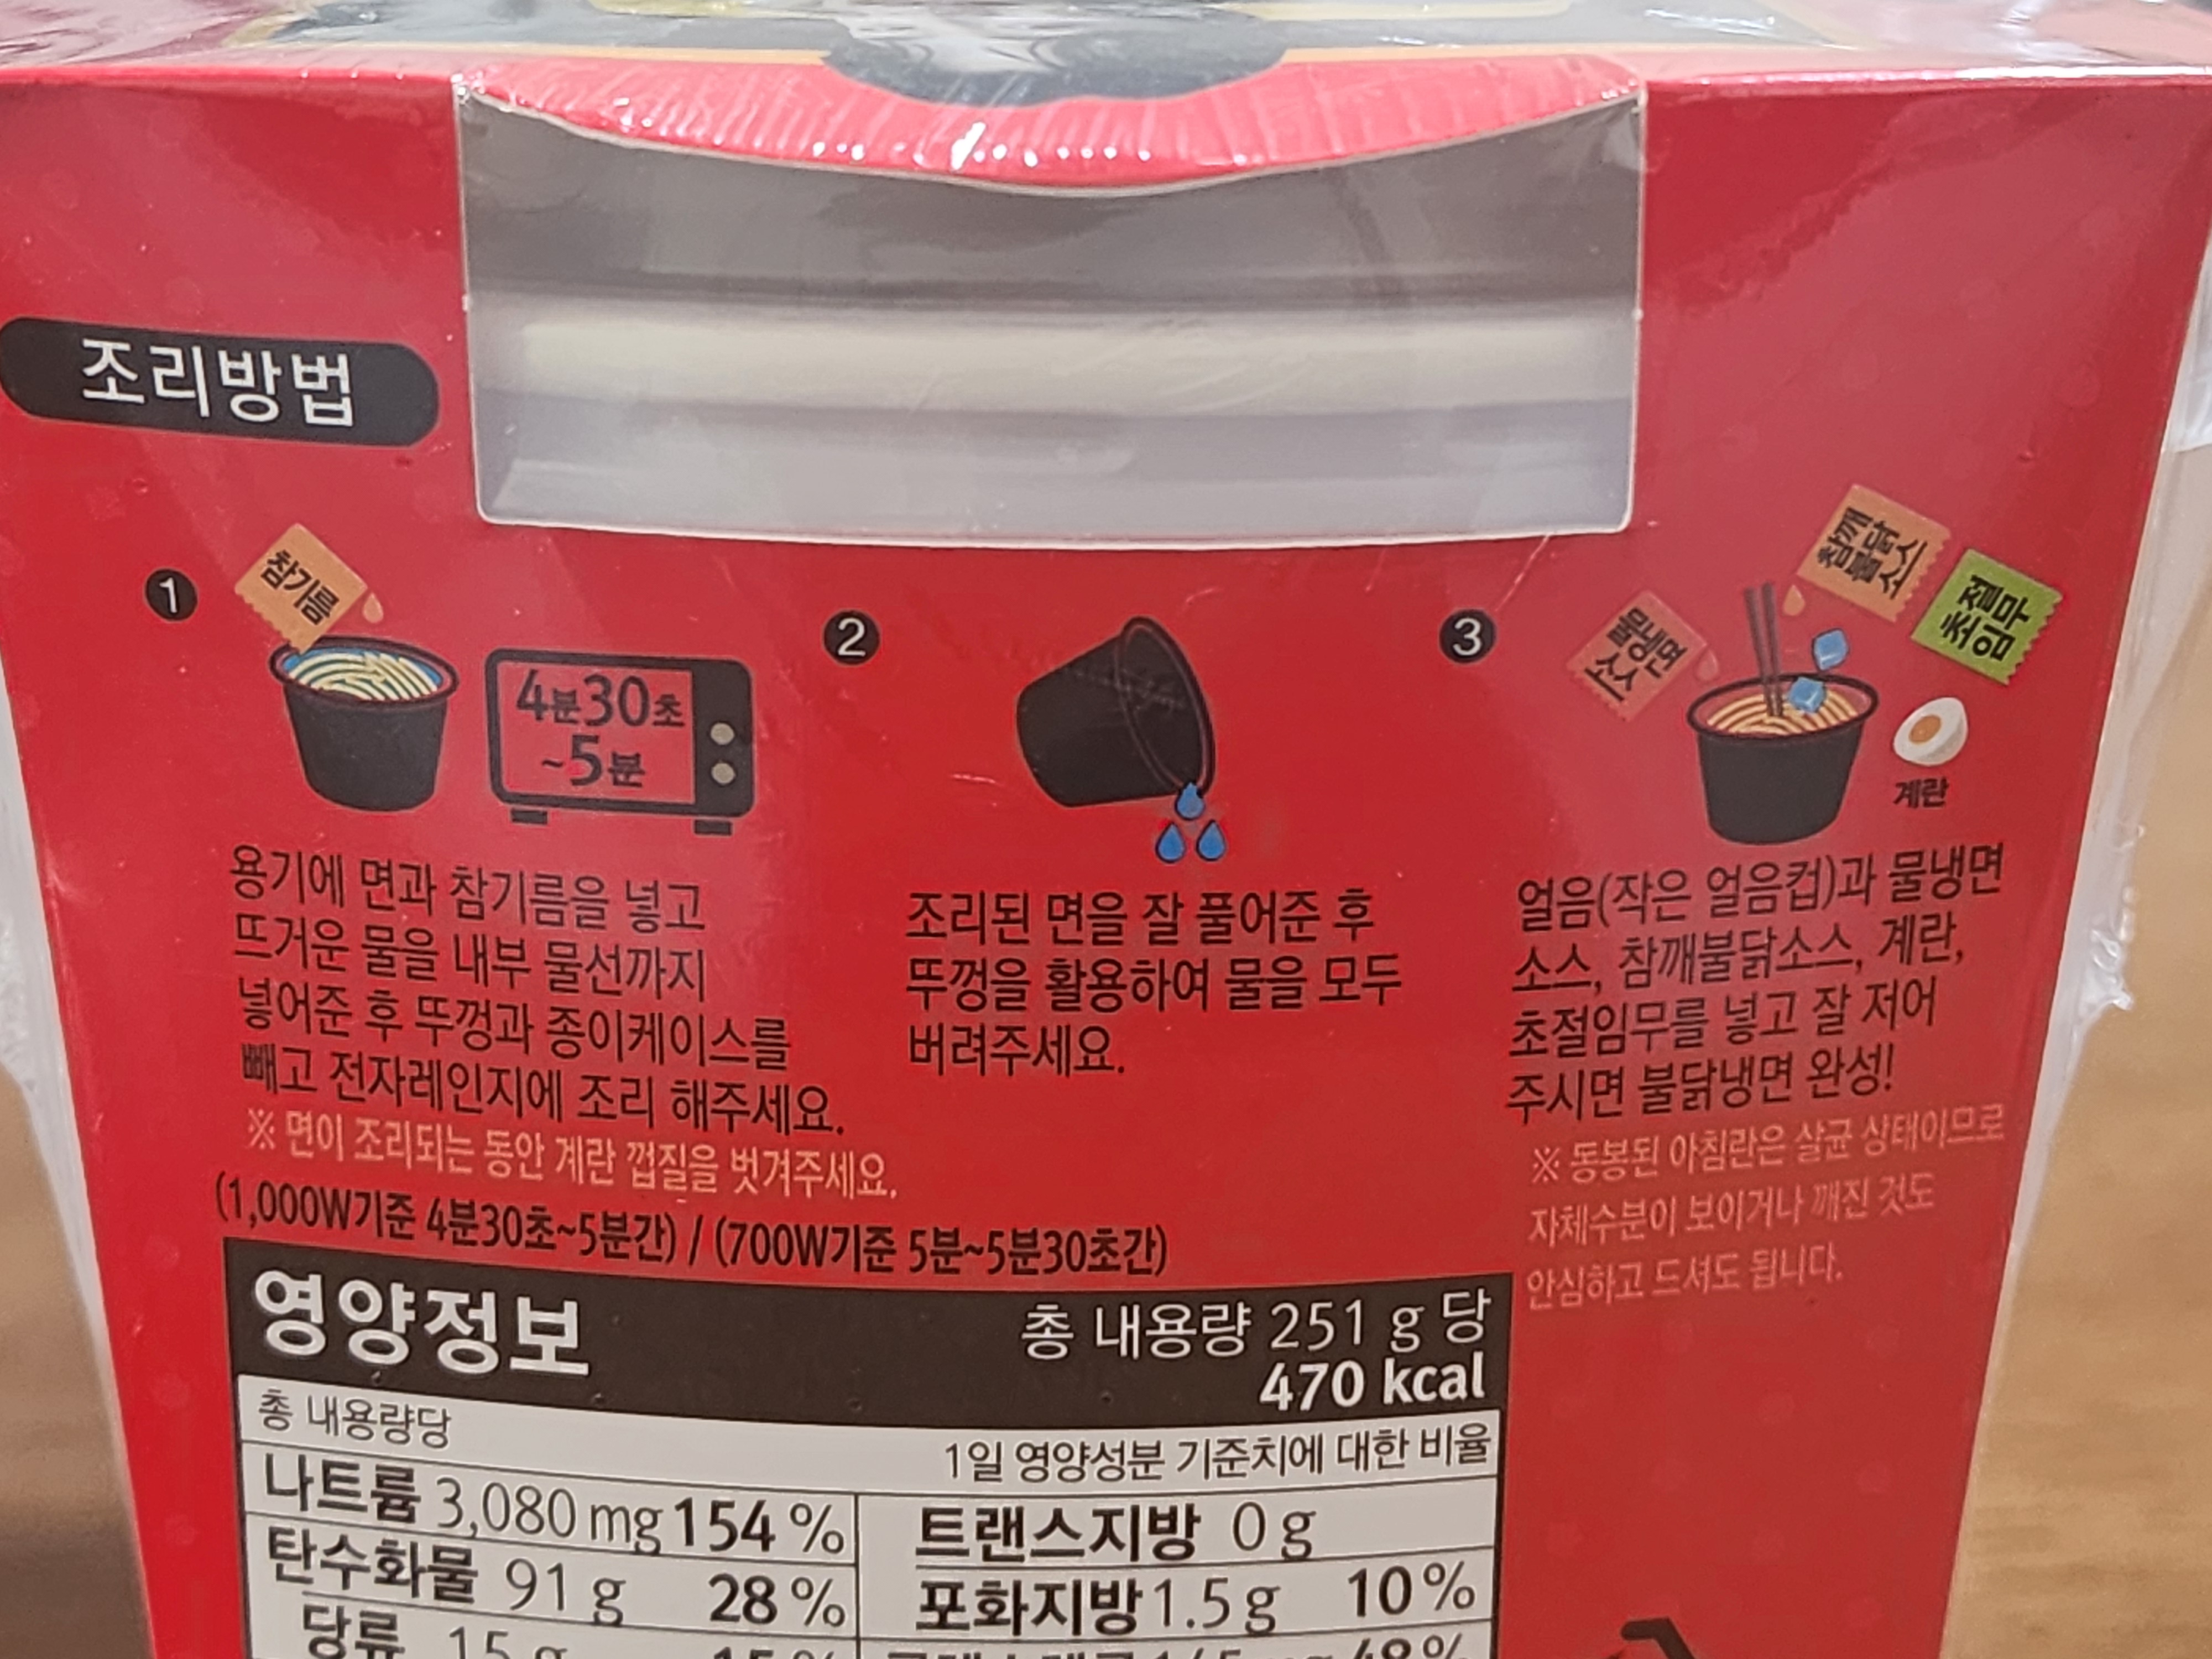 조리방법
1
참기름
4분30초
~5분
용기에 면과 참기름을 넣고
뜨거운 물을 내부 물선까지
넣어준 후 뚜껑과 종이케이스를
빼고 전자레인지에 조리 해주세요.
※ 면이 조리되는 동안 계란 껍질을 벗겨주세요.
(1,000W기준 4분30초~5분간) / (700W기준 5분~5분30초간)
2
조리된 면을 잘 풀어준 후
뚜껑을 활용하여 물을 모두
버려주세요.
3
물냉면
소스
참깨
불닭
소스
초절
임무
계란
얼음(작은 얼음컵)과 물냉면
소스, 참깨불닭소스, 계란,
초절임무를 넣고 잘 저어
주시면 불닭냉면 완성!
※ 동봉된 아침란은 살균 상태이므로
자체수분이 보이거나 깨진 것도
안심하고 드셔도 됩니다.
영양정보
총 내용량 251 g 당
470 kcal
총 내용량당
1일 영양성분 기준치에 대한 비율
나트륨 3,080 mg 154 %
트랜스지방 0 g
탄수화물 91 g 28 %
포화지방 1.5 g 10 %
당류 15 g